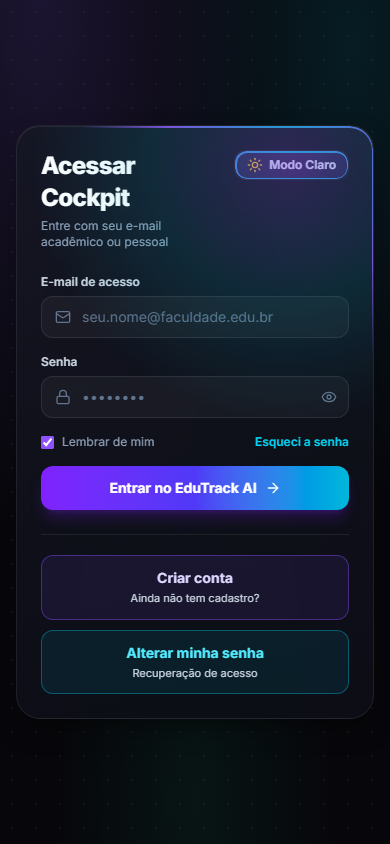 Acessar
Cockpit
Modo Claro
Entre com seu e-mail
acadêmico ou pessoal
E-mail de acesso
seu.nome@faculdade.edu.br
Senha
••••••••
Lembrar de mim
Esqueci a senha
Entrar no EduTrack AI →
Criar conta
Ainda não tem cadastro?
Alterar minha senha
Recuperação de acesso